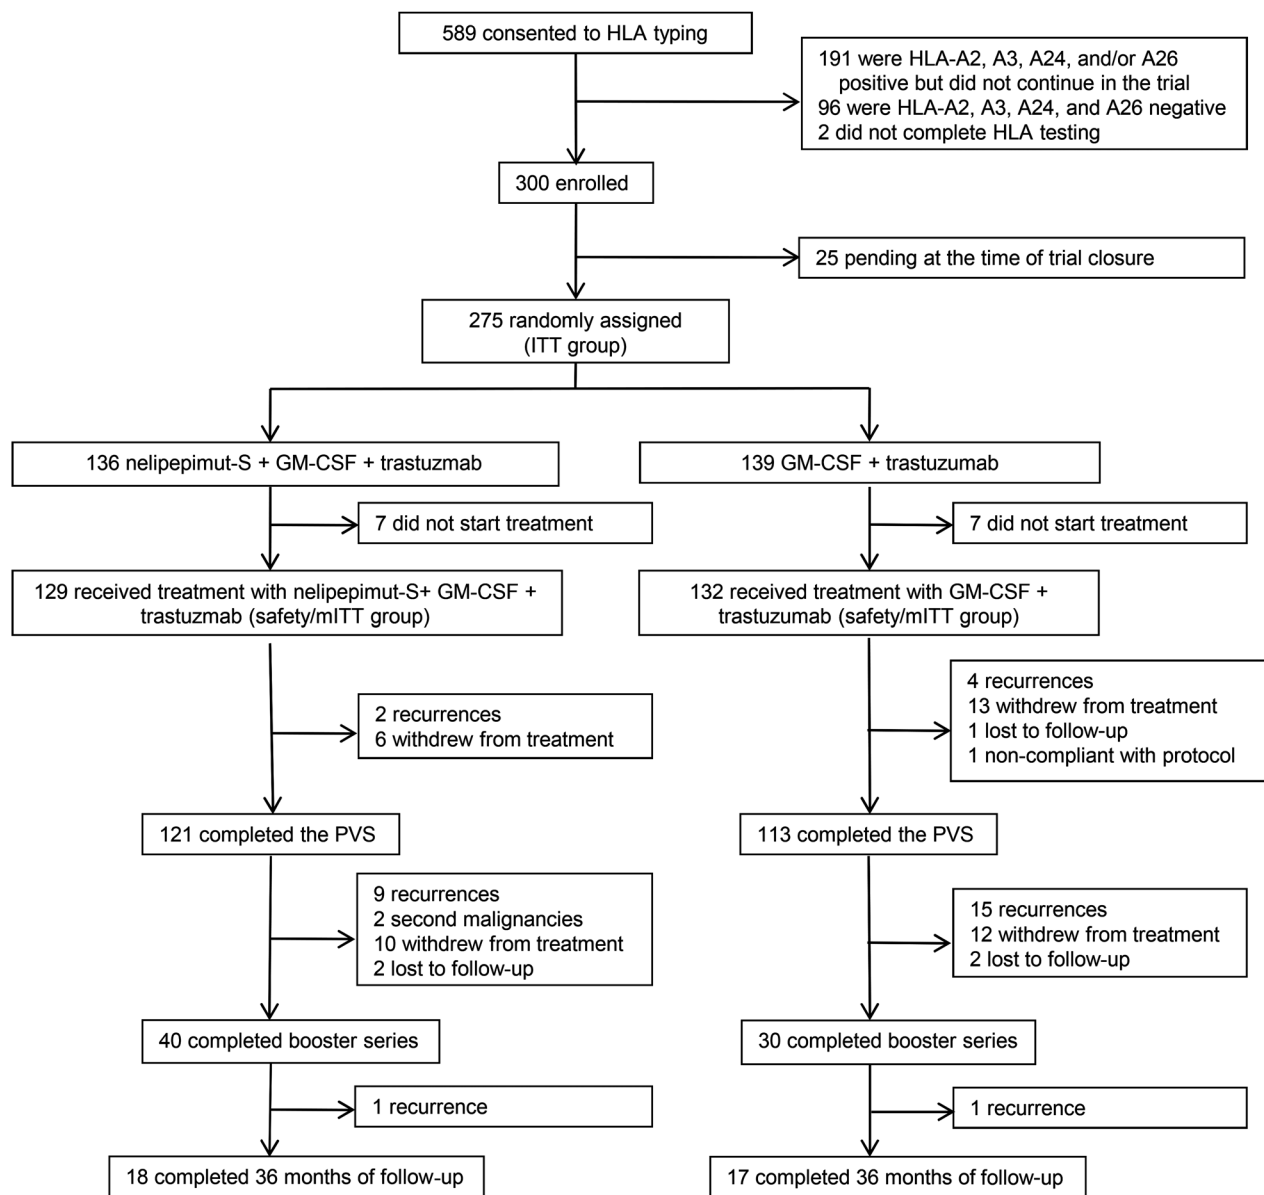 589 consented to HLA typing
191 were HLA-A2, A3, A24, and/or A26
positive but did not continue in the trial
96 were HLA-A2, A3, A24, and A26 negative
2 did not complete HLA testing
300 enrolled
25 pending at the time of trial closure
275 randomly assigned
(ITT group)
136 nelipepimut-S + GM-CSF + trastuzmab
139 GM-CSF + trastuzumab
7 did not start treatment
7 did not start treatment
129 received treatment with nelipepimut-S+ GM-CSF +
trastuzmab (safety/mITT group)
132 received treatment with GM-CSF +
trastuzumab (safety/mITT group)
2 recurrences
6 withdrew from treatment
4 recurrences
13 withdrew from treatment
1 lost to follow-up
1 non-compliant with protocol
121 completed the PVS
113 completed the PVS
9 recurrences
2 second malignancies
10 withdrew from treatment
2 lost to follow-up
15 recurrences
12 withdrew from treatment
2 lost to follow-up
40 completed booster series
30 completed booster series
1 recurrence
1 recurrence
18 completed 36 months of follow-up
17 completed 36 months of follow-up